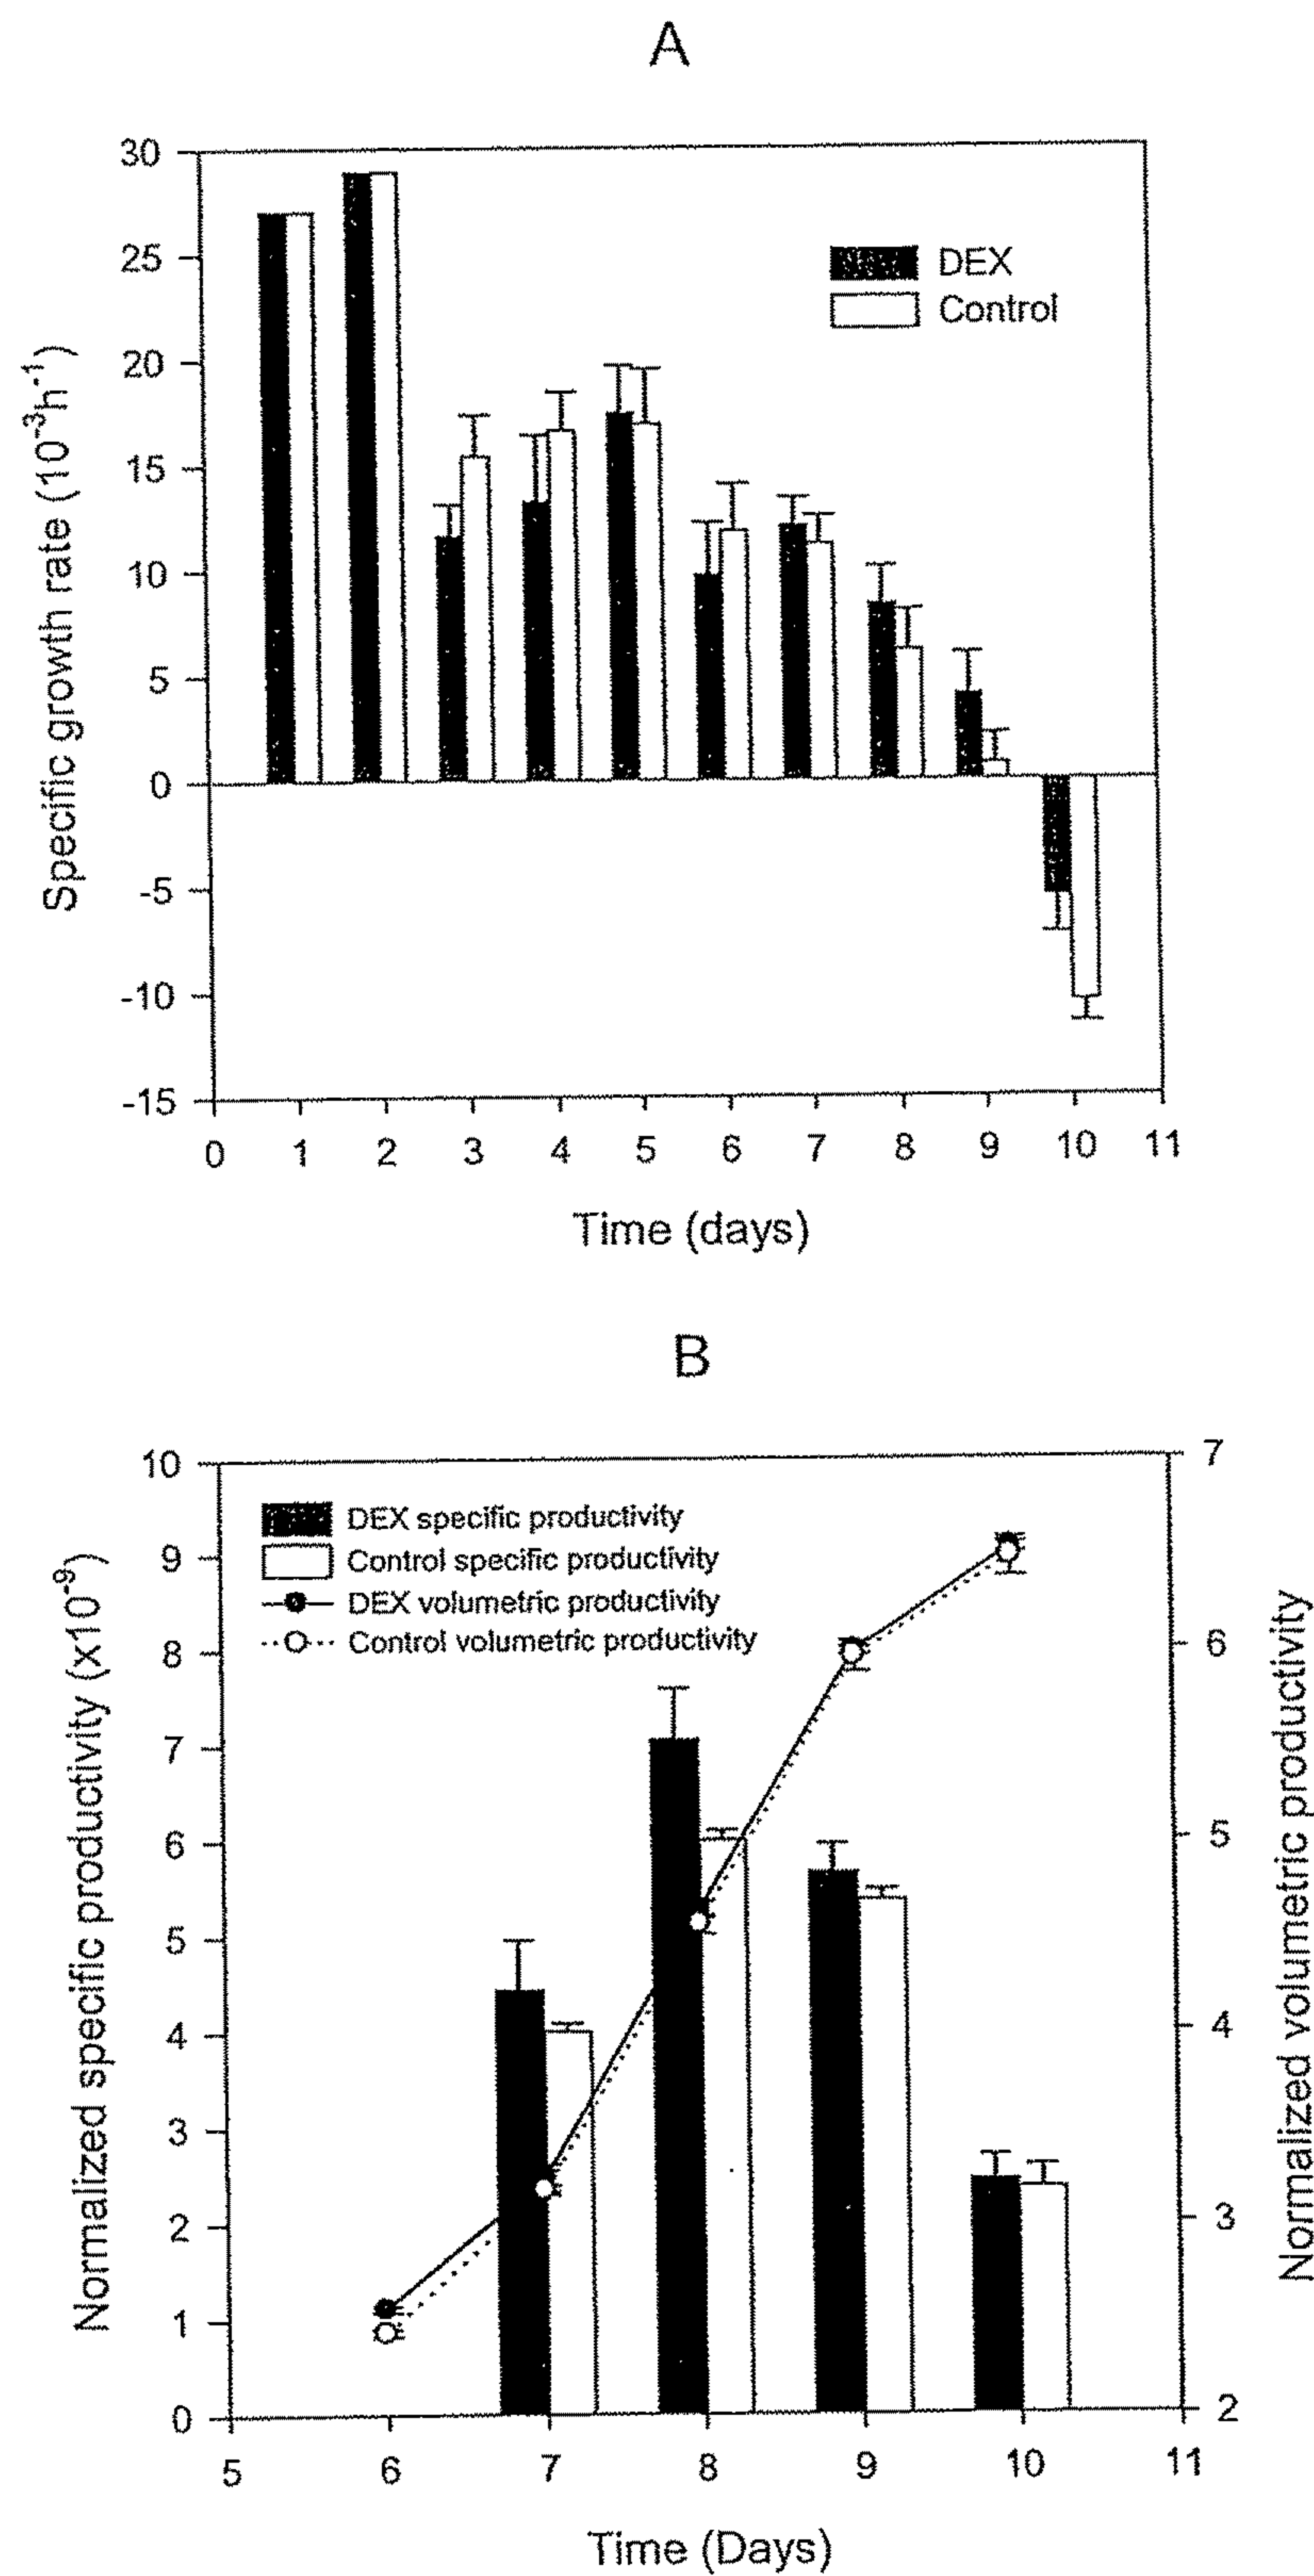 A
30
25
20
15
10
5
0
-5
-10
-15
Specific growth rate (10⁻³h⁻¹)
DEX
Control
0 1 2 3 4 5 6 7 8 9 10 11
Time (days)
B
10
9
8
7
6
5
4
3
2
1
0
Normalized specific productivity (x10⁻⁹)
DEX specific productivity
Control specific productivity
DEX volumetric productivity
Control volumetric productivity
7
6
5
4
3
2
Normalized volumetric productivity
5 6 7 8 9 10 11
Time (Days)